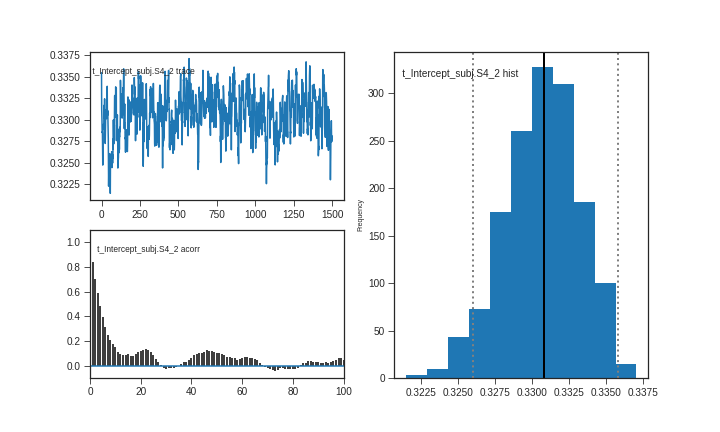 t_Intercept_subj.S4_2 trace
0.3375
0.3350
0.3325
0.3300
0.3275
0.3250
0.3225
0 250 500 750 1000 1250 1500
t_Intercept_subj.S4_2 acorr
1.0
0.8
0.6
0.4
0.2
0.0
0 20 40 60 80 100
t_Intercept_subj.S4_2 hist
Frequency
300
250
200
150
100
50
0
0.3225 0.3250 0.3275 0.3300 0.3325 0.3350 0.3375